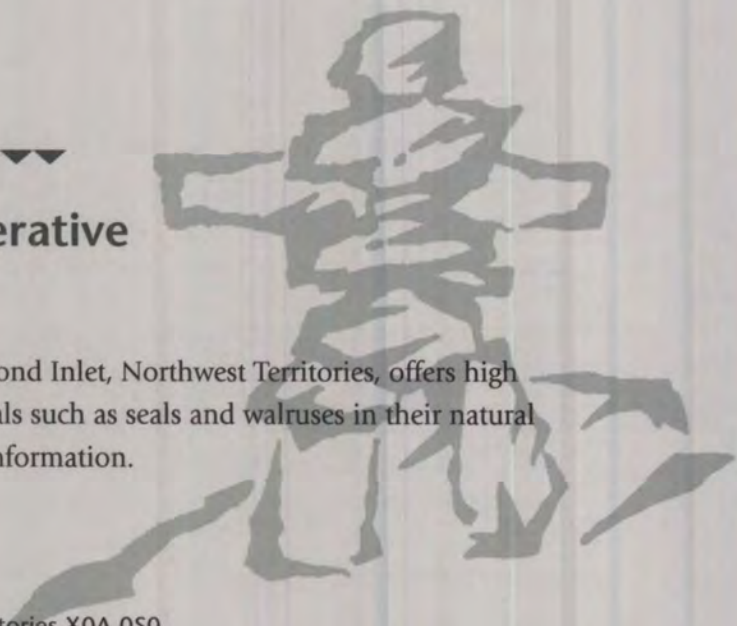 erative
ond Inlet, Northwest Territories, offers high
als such as seals and walruses in their natural
nformation.
tories X0A 0S0